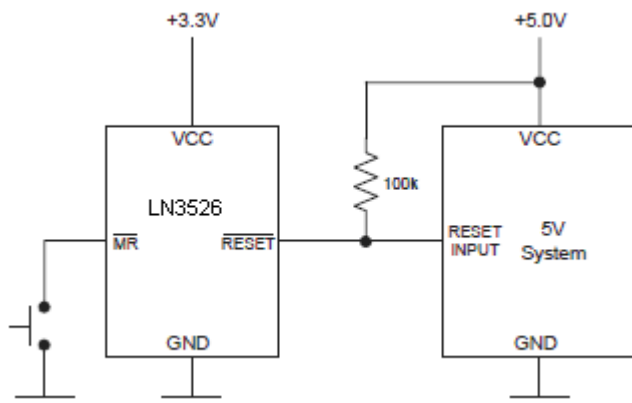 +3.3V
+5.0V
VCC
VCC
LN3526
100k
MR
RESET
RESET
INPUT
5V
System
GND
GND